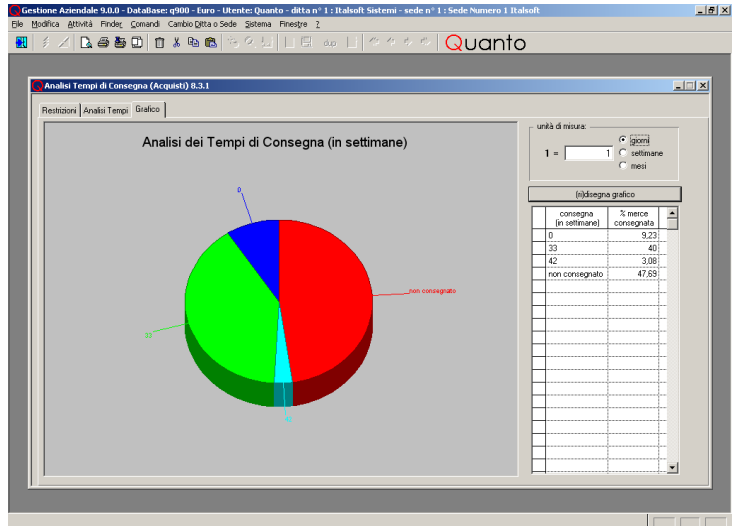 Gestione Aziendale 9.0.0 - DataBase: q900 - Euro - Utente: Quanto - ditta n° 1 : Italsoft Sistemi - sede n° 1 : Sede Numero 1 Italsoft
File Modifica Attività Finder Comandi Cambio Ditta o Sede Sistema Finestre ?
dup
Quanto
Analisi Tempi di Consegna (Acquisti) 8.3.1
Restrizioni Analisi Tempi Grafico
Analisi dei Tempi di Consegna (in settimane)
0
non consegnato
33
42
unità di misura:
1 = 1
giorni
settimane
mesi
(ri)disegna grafico
consegna (in settimane) % merce consegnata
0 9,23
33 40
42 3,08
non consegnato 47,69